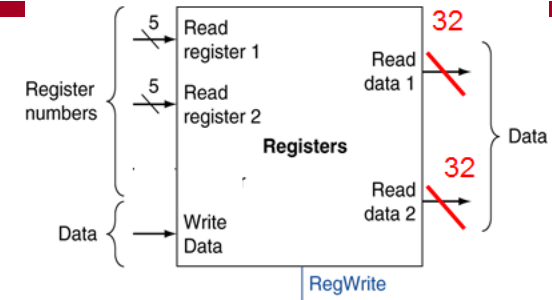 5
Read
register 1
5
Read
register 2
Register
numbers
Registers
Data
Write
Data
32
Read
data 1
32
Read
data 2
Data
RegWrite